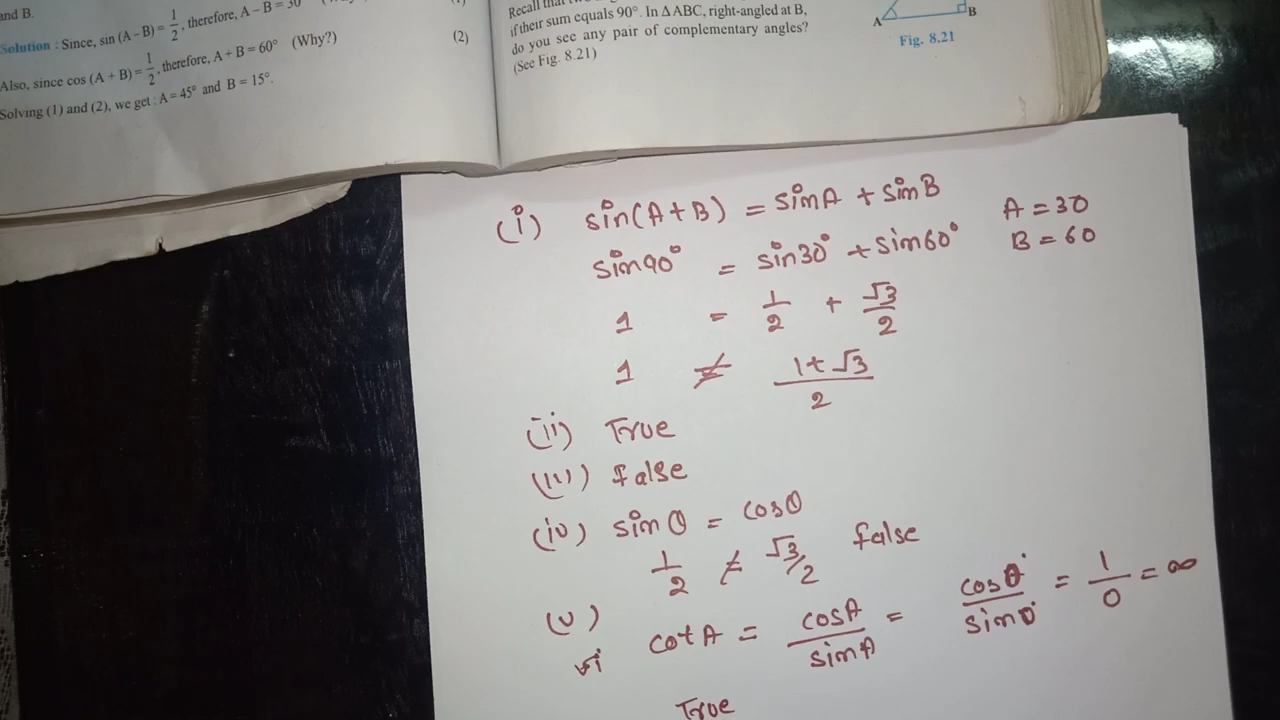 and B.
Solution : Since, sin (A – B) = 1/2, therefore, A – B = 30°
Also, since cos (A + B) = 1/2, therefore, A + B = 60° (Why?) (2)
Solving (1) and (2), we get : A = 45° and B = 15°.
Recall that
if their sum equals 90°. In ΔABC, right-angled at B,
do you see any pair of complementary angles?
(See Fig. 8.21)
A B
Fig. 8.21
(i) sin(A+B) = sinA + sinB A = 30
sin90° = sin30° + sin60° B = 60
1 = 1/2 + √3/2
1 ≠ (1+√3)/2
(ii) True
(iii) false
(iv) sinθ = cosθ
1/2 ≠ √3/2 false
(v)
cotA = cosA/sinA = cos0°/sin0° = 1/0 = ∞
True